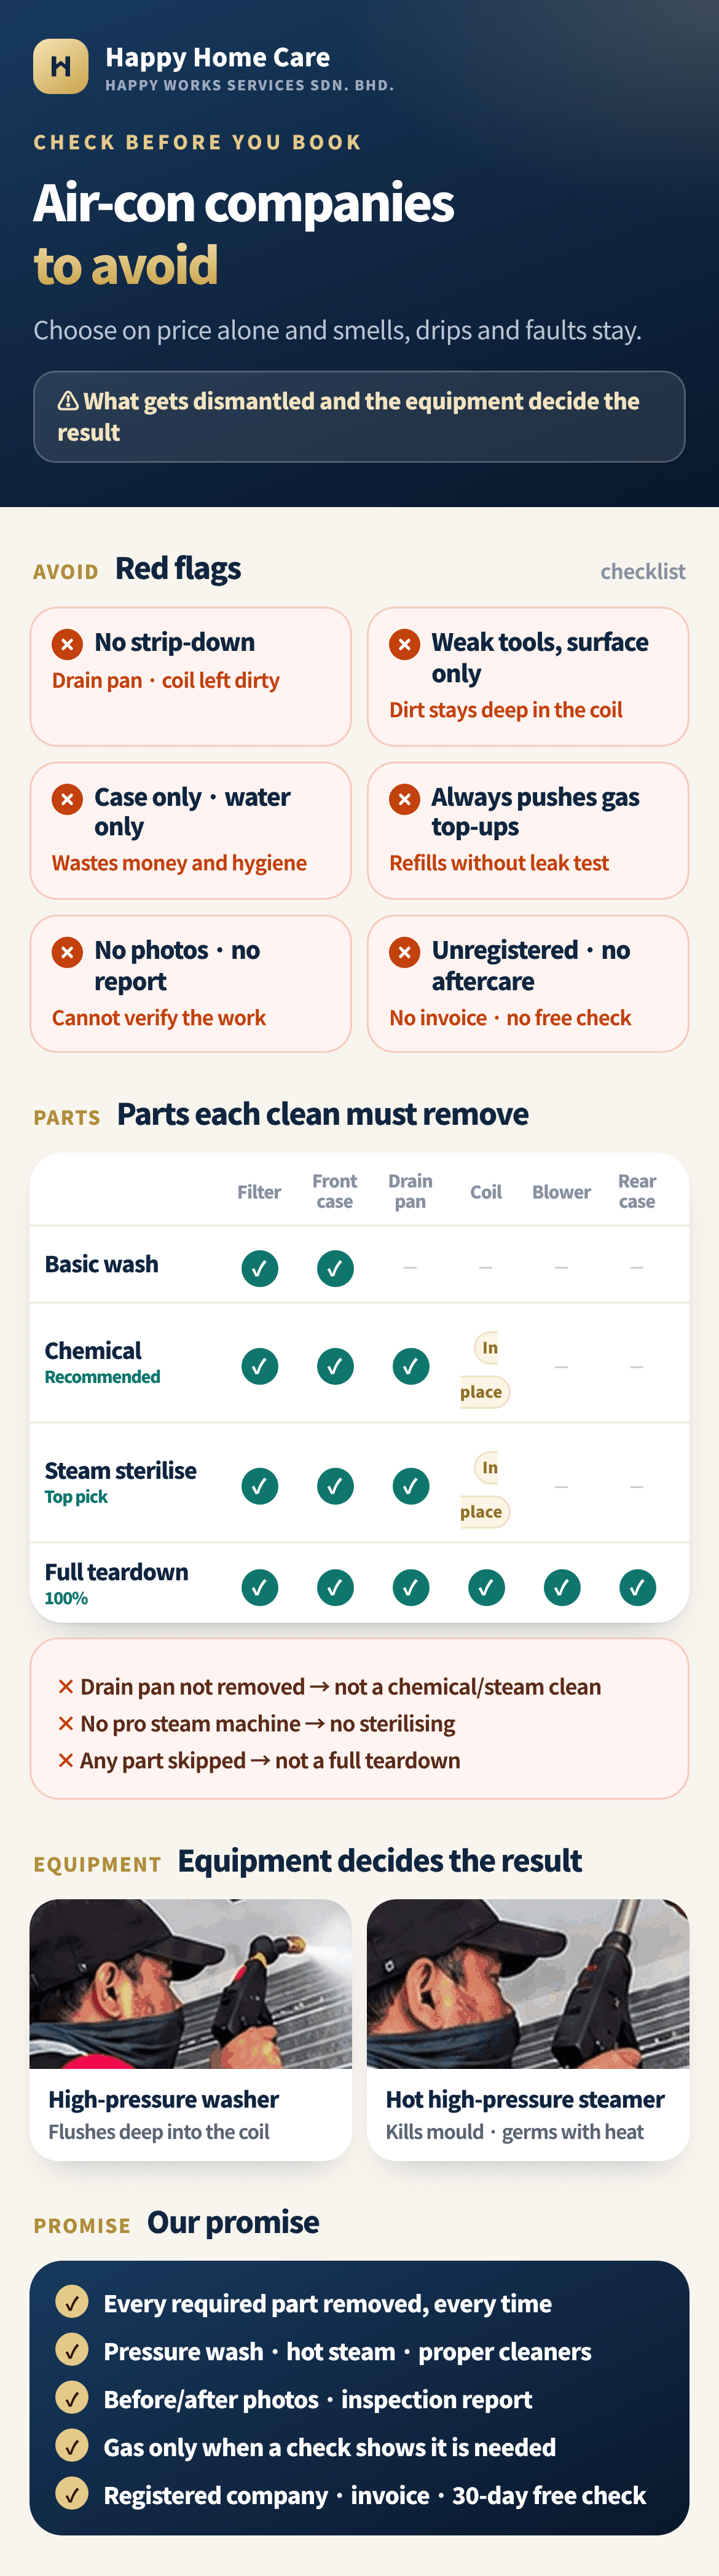 H
Happy Home Care
HAPPY WORKS SERVICES SDN. BHD.
CHECK BEFORE YOU BOOK
Air-con companies
to avoid
Choose on price alone and smells, drips and faults stay.
⚠ What gets dismantled and the equipment decide the
result
AVOID Red flags checklist
✕ No strip-down
Drain pan · coil left dirty
✕ Weak tools, surface
only
Dirt stays deep in the coil
✕ Case only · water
only
Wastes money and hygiene
✕ Always pushes gas
top-ups
Refills without leak test
✕ No photos · no
report
Cannot verify the work
✕ Unregistered · no
aftercare
No invoice · no free check
PARTS Parts each clean must remove
Filter Front case Drain pan Coil Blower Rear case
Basic wash ✓ ✓ – – – –
Chemical ✓ ✓ ✓ In place – –
Recommended
Steam sterilise ✓ ✓ ✓ In place – –
Top pick
Full teardown ✓ ✓ ✓ ✓ ✓ ✓
100%
✕ Drain pan not removed → not a chemical/steam clean
✕ No pro steam machine → no sterilising
✕ Any part skipped → not a full teardown
EQUIPMENT Equipment decides the result
High-pressure washer
Flushes deep into the coil
Hot high-pressure steamer
Kills mould · germs with heat
PROMISE Our promise
✓ Every required part removed, every time
✓ Pressure wash · hot steam · proper cleaners
✓ Before/after photos · inspection report
✓ Gas only when a check shows it is needed
✓ Registered company · invoice · 30-day free check